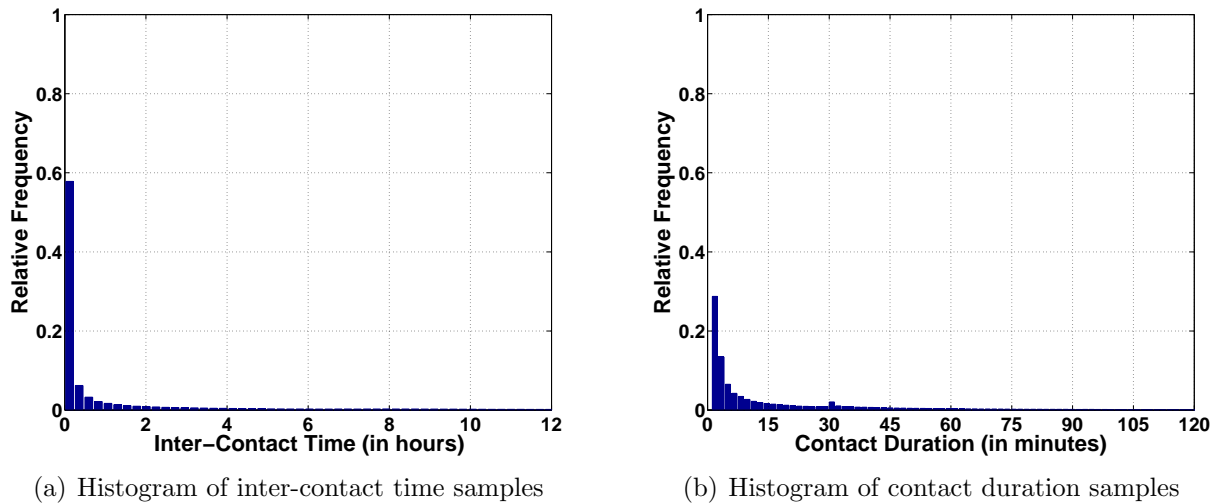 1
0.8
0.6
0.4
0.2
0
Relative Frequency
0 2 4 6 8 10 12
Inter−Contact Time (in hours)
(a) Histogram of inter-contact time samples
1
0.8
0.6
0.4
0.2
0
Relative Frequency
0 15 30 45 60 75 90 105 120
Contact Duration (in minutes)
(b) Histogram of contact duration samples